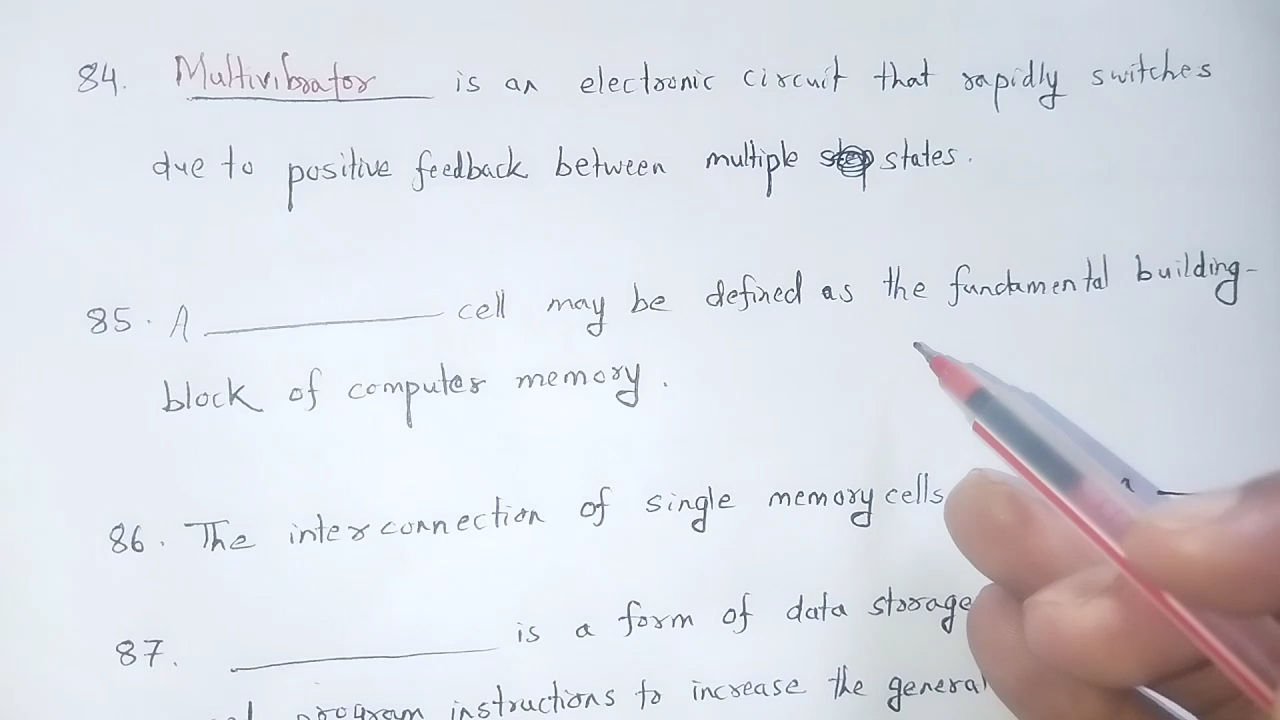 84. Multivibrator is an electronic circuit that rapidly switches
due to positive feedback between multiple states.
85. A __________ cell may be defined as the fundamental building-
block of computer memory.
86. The interconnection of single memory cells
87. __________ is a form of data storage
program instructions to increase the general